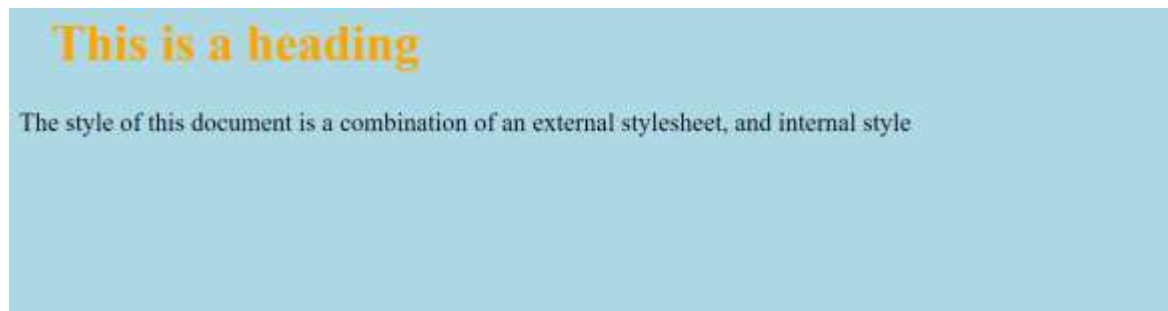 This is a heading
The style of this document is a combination of an external stylesheet, and internal style